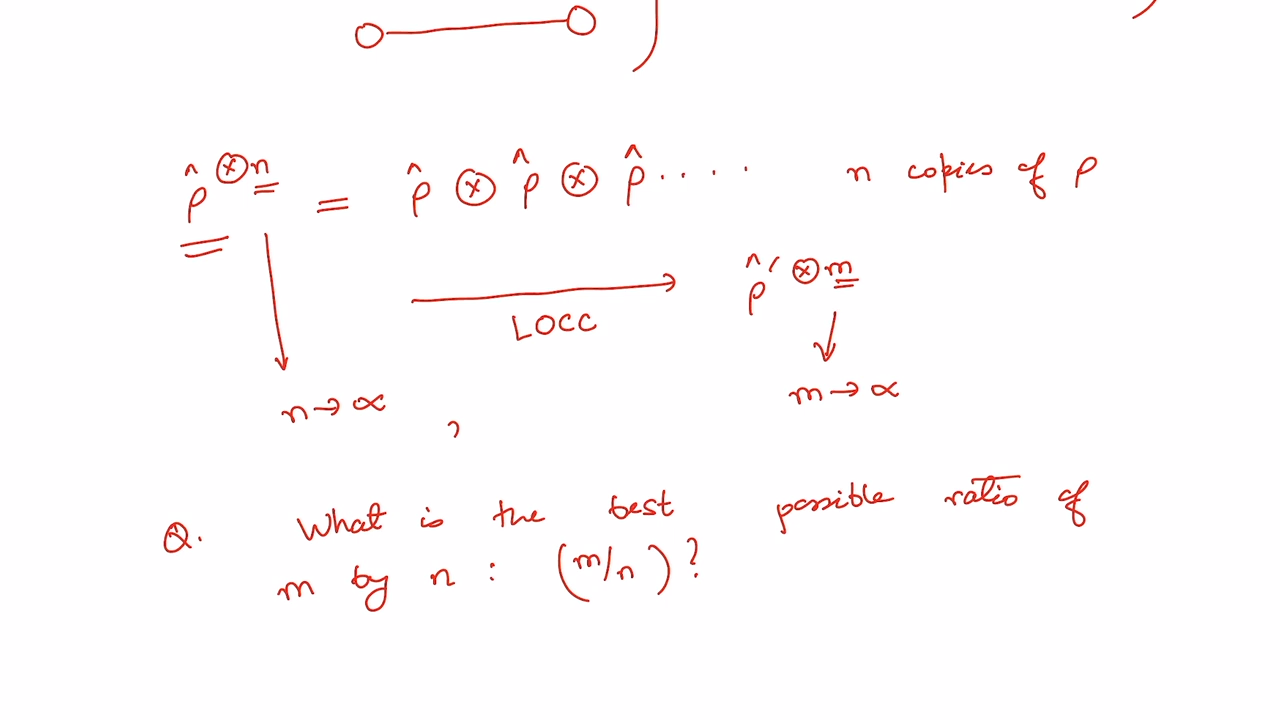 ρ̂^⊗n = ρ̂ ⊗ ρ̂ ⊗ ρ̂ .... n copies of ρ
LOCC → ρ̂′^⊗m
n → ∝ , m → ∝
Q. What is the best possible ratio of
m by n : (m/n)?